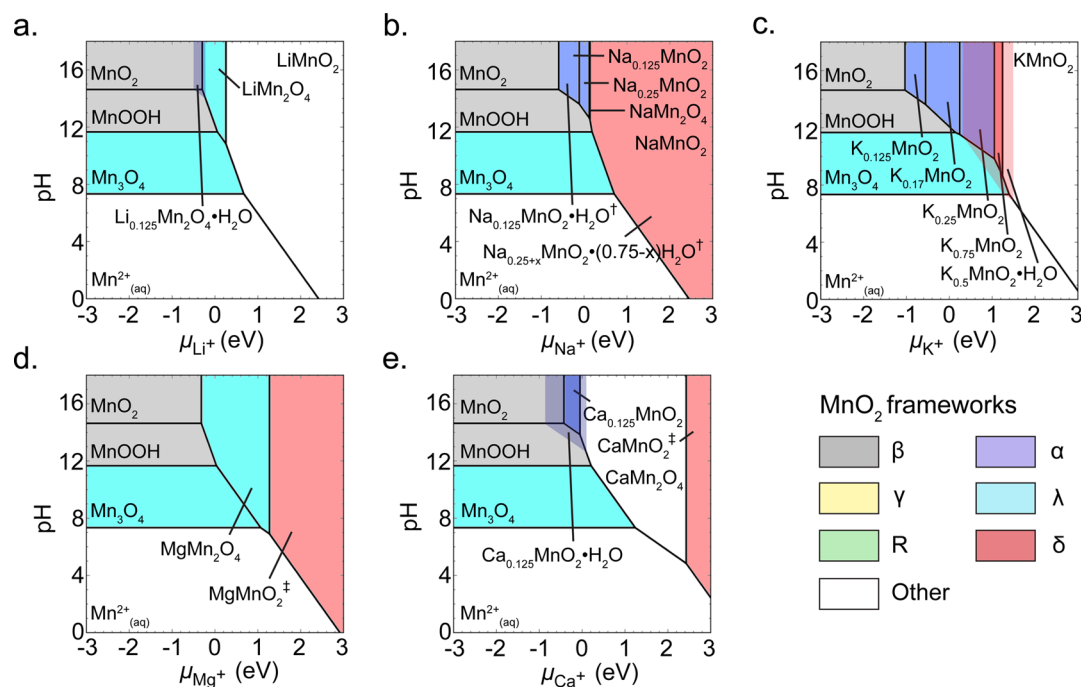 a.
16
12
8
4
0
pH
MnO₂
MnOOH
Mn₃O₄
Mn²⁺(aq)
LiMnO₂
LiMn₂O₄
Li₀.₁₂₅Mn₂O₄•H₂O
-3 -2 -1 0 1 2 3
μLi⁺ (eV)
b.
16
12
8
4
0
pH
MnO₂
MnOOH
Mn₃O₄
Mn²⁺(aq)
Na₀.₁₂₅MnO₂
Na₀.₂₅MnO₂
NaMn₂O₄
NaMnO₂
Na₀.₁₂₅MnO₂•H₂O†
Na₀.₂₅₊ₓMnO₂•(0.75-x)H₂O†
-3 -2 -1 0 1 2 3
μNa⁺ (eV)
c.
16
12
8
4
0
pH
MnO₂
MnOOH
Mn₃O₄
Mn²⁺(aq)
KMnO₂
K₀.₁₂₅MnO₂
K₀.₁₇MnO₂
K₀.₂₅MnO₂
K₀.₇₅MnO₂
K₀.₅MnO₂•H₂O
-3 -2 -1 0 1 2 3
μK⁺ (eV)
d.
16
12
8
4
0
pH
MnO₂
MnOOH
Mn₃O₄
Mn²⁺(aq)
MgMn₂O₄
MgMnO₂‡
-3 -2 -1 0 1 2 3
μMg⁺ (eV)
e.
16
12
8
4
0
pH
MnO₂
MnOOH
Mn₃O₄
Mn²⁺(aq)
Ca₀.₁₂₅MnO₂
CaMnO₂‡
CaMn₂O₄
Ca₀.₁₂₅MnO₂•H₂O
-3 -2 -1 0 1 2 3
μCa⁺ (eV)
MnO₂ frameworks
β α
γ λ
R δ
Other